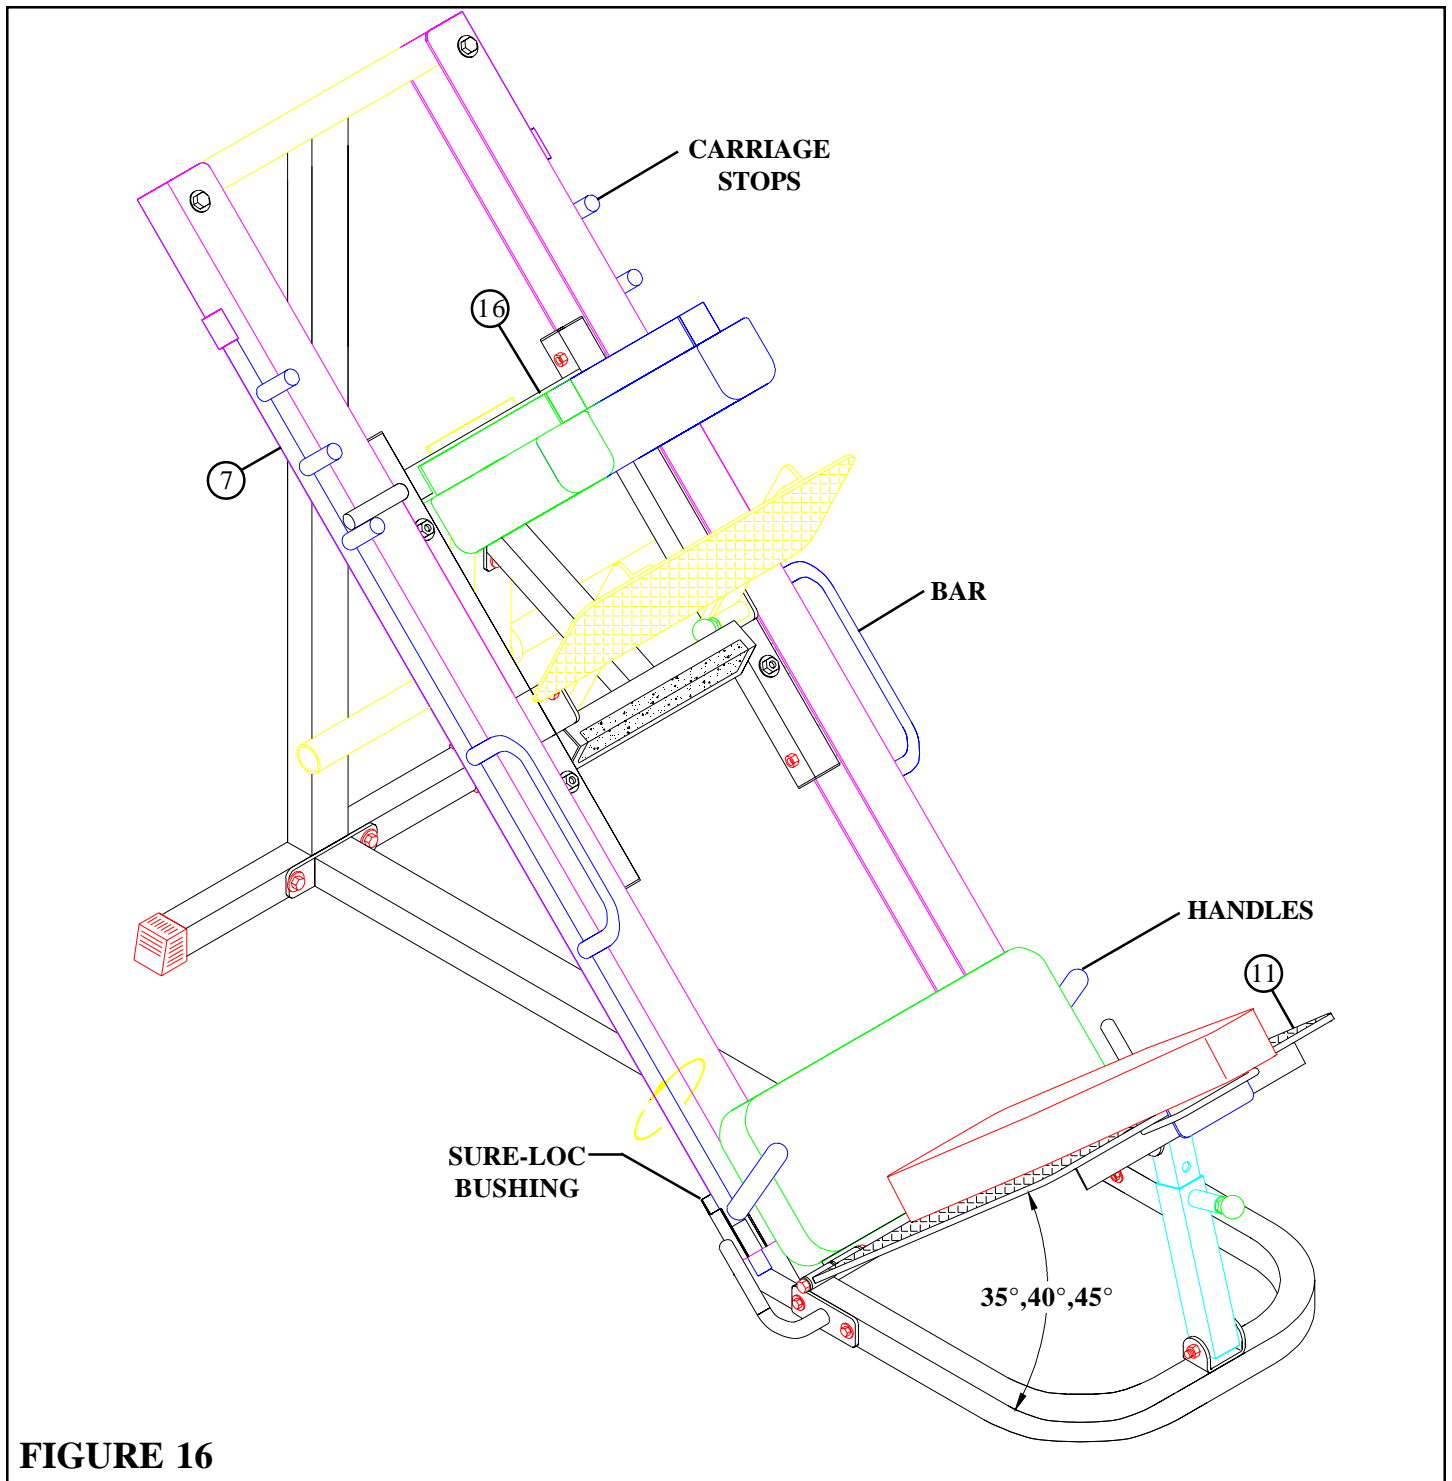 CARRIAGE
STOPS
16
7
BAR
HANDLES
11
SURE-LOC
BUSHING
35°,40°,45°
FIGURE 16